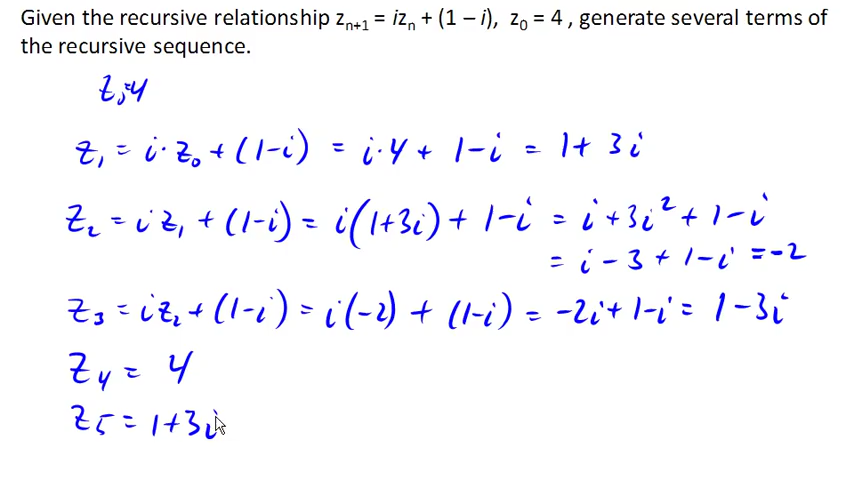 Given the recursive relationship zₙ₊₁ = izₙ + (1 – i), z₀ = 4 , generate several terms of
the recursive sequence.
z₀=4
z₁ = i·z₀ + (1-i) = i·4 + 1-i = 1+3i
z₂ = iz₁ + (1-i) = i(1+3i) + 1-i = i+3i²+1-i
= i-3+1-i = -2
z₃ = iz₂ + (1-i) = i(-2) + (1-i) = -2i+1-i = 1-3i
z₄ = 4
z₅ = 1+3i